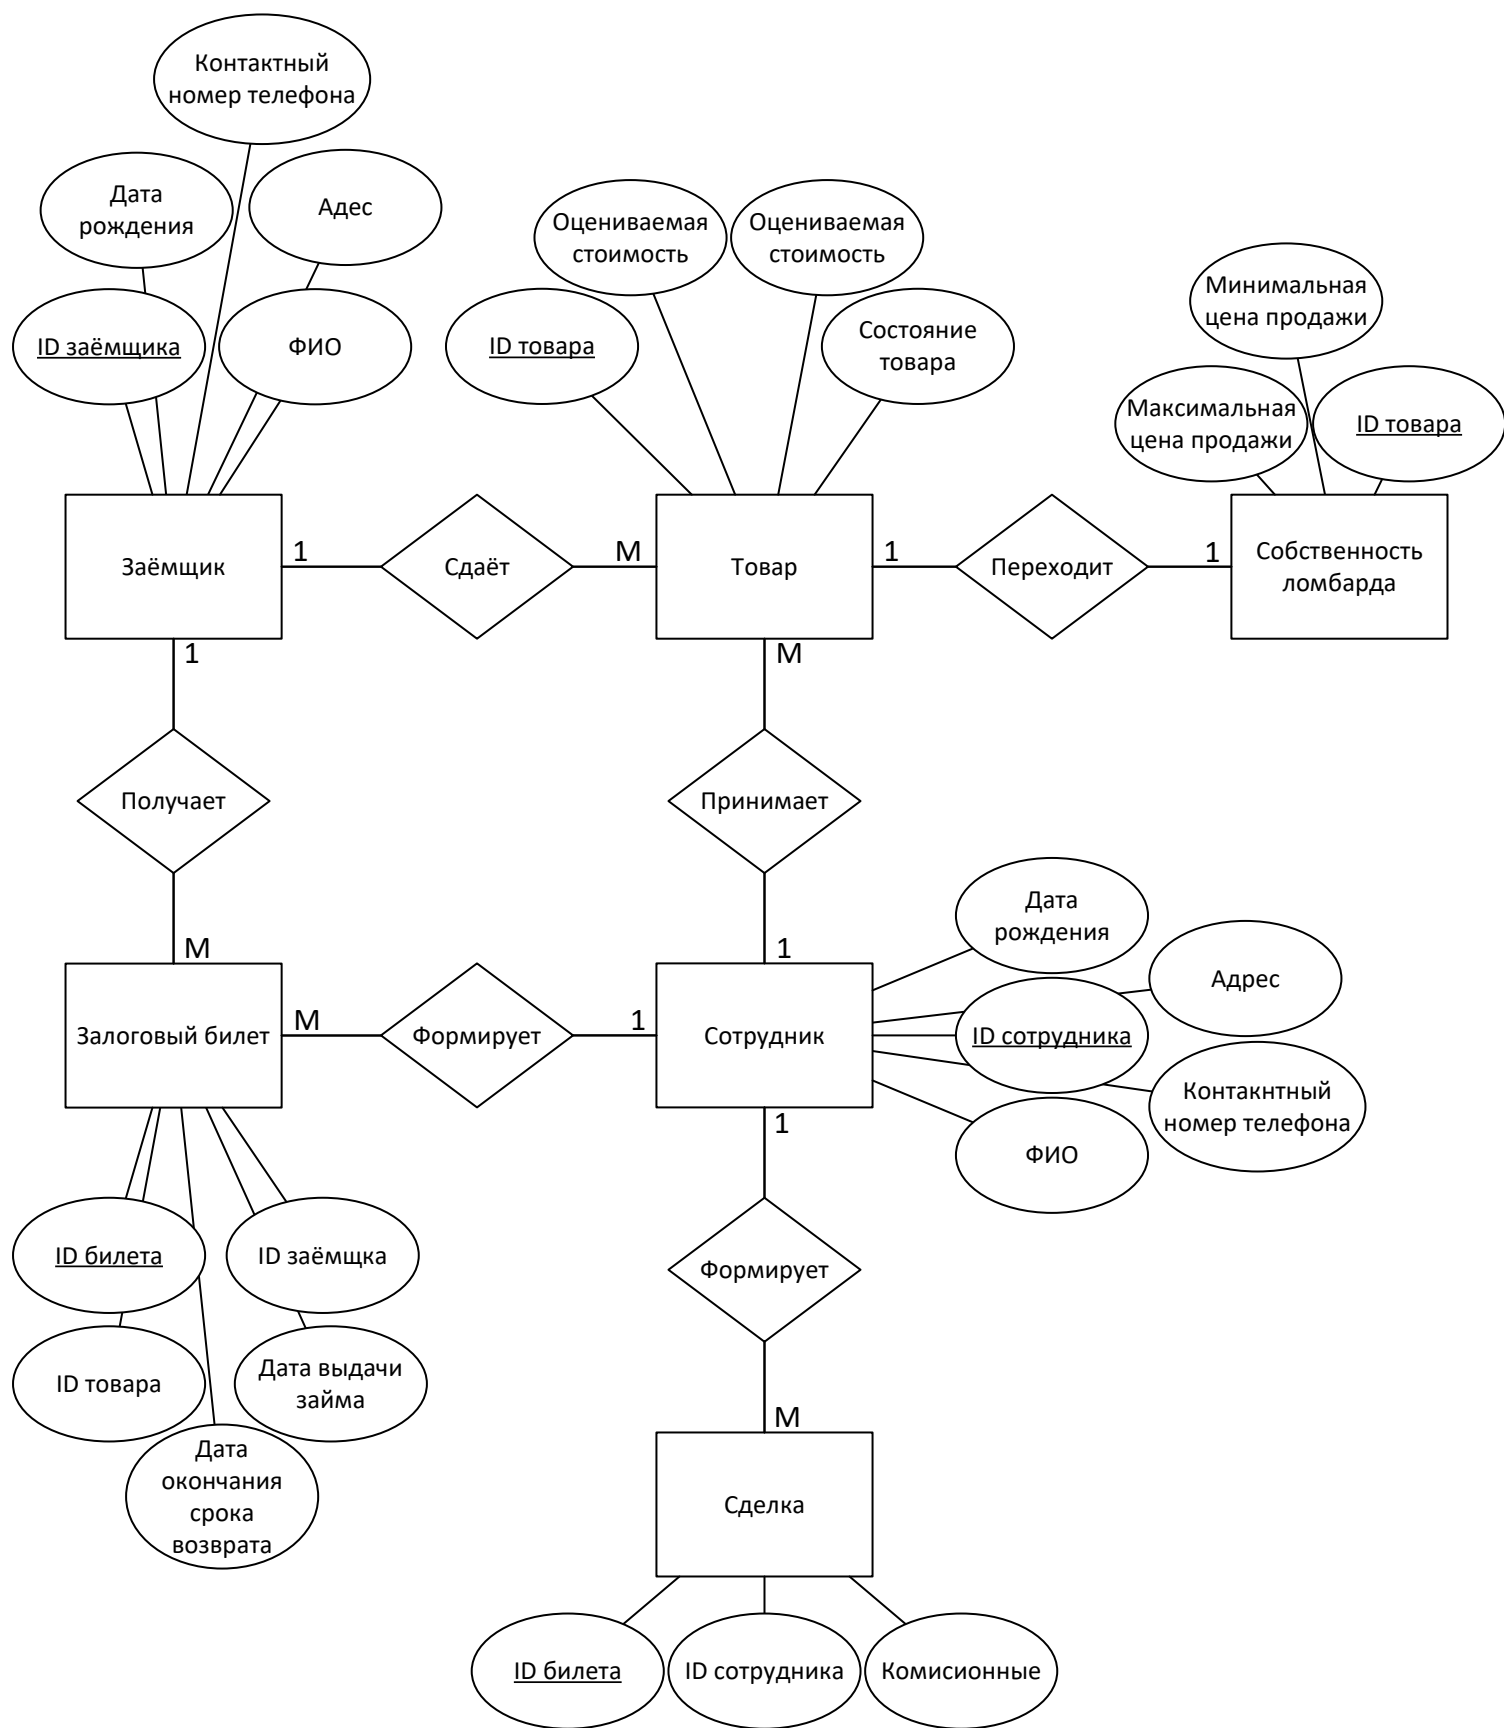 Контактный
номер телефона
Дата
рождения
Адес
ID заёмщика
ФИО
Оцениваемая
стоимость
Оцениваемая
стоимость
ID товара
Состояние
товара
Минимальная
цена продажи
Максимальная
цена продажи
ID товара
Заёмщик
1
Сдаёт
М
Товар
1
Переходит
1
Собственность
ломбарда
1
М
Получает
Принимает
М
1
Дата
рождения
Адрес
Залоговый билет
М
Формирует
1
Сотрудник
ID сотрудника
Контакнтный
номер телефона
ФИО
1
ID билета
ID заёмщка
Формирует
ID товара
Дата выдачи
займа
Дата
окончания
срока
возврата
М
Сделка
ID билета
ID сотрудника
Комисионные